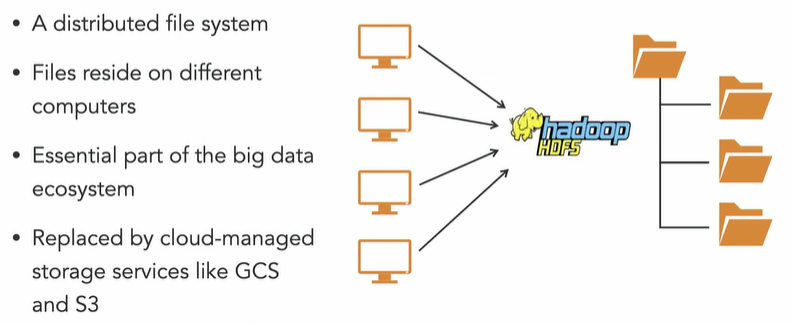 • A distributed file system
• Files reside on different
computers
• Essential part of the big data
ecosystem
• Replaced by cloud-managed
storage services like GCS
and S3
hadoop
HDFS